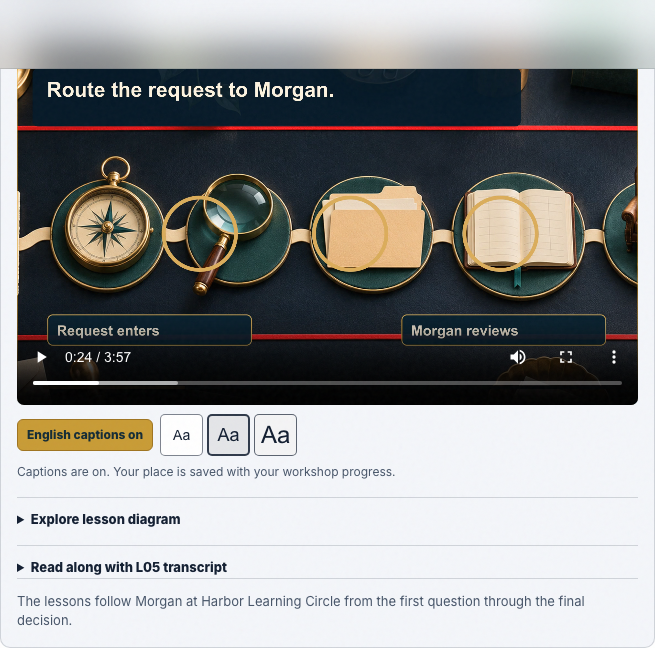 Route the request to Morgan.
Request enters
Morgan reviews
0:24 / 3:57
English captions on
Aa
Aa
Aa
Captions are on. Your place is saved with your workshop progress.
Explore lesson diagram
Read along with L05 transcript
The lessons follow Morgan at Harbor Learning Circle from the first question through the final
decision.